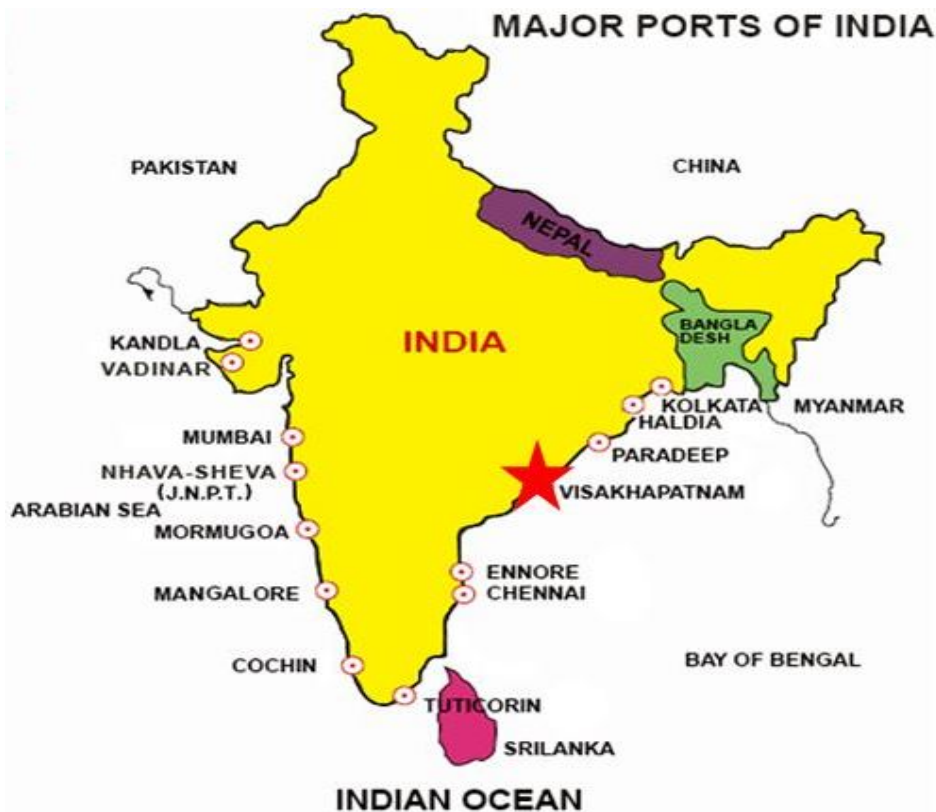 MAJOR PORTS OF INDIA
PAKISTAN
CHINA
NEPAL
KANDLA
VADINAR
INDIA
BANGLA
DESH
KOLKATA
MYANMAR
HALDIA
MUMBAI
PARADEEP
NHAVA-SHEVA
(J.N.P.T.)
VISAKHAPATNAM
ARABIAN SEA
MORMUGOA
ENNORE
MANGALORE
CHENNAI
COCHIN
BAY OF BENGAL
TUTICORIN
SRILANKA
INDIAN OCEAN